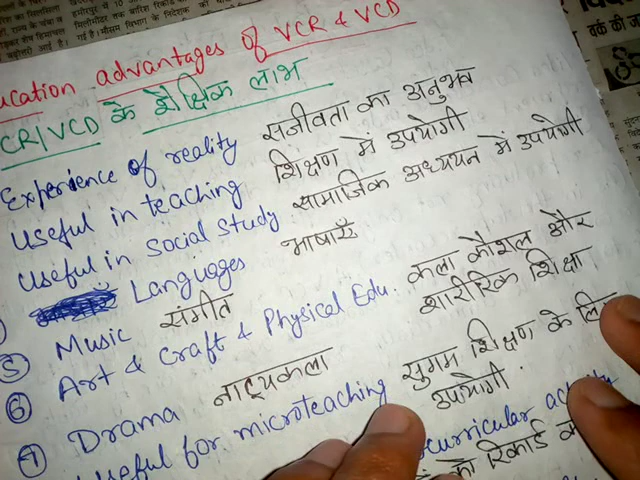 ucation advantages of VCR & VCD
CR/VCD के शैक्षिक लाभ
Experience of reality सजीवता का अनुभव
Useful in teaching शिक्षण में उपयोगी
Useful in Social Study सामाजिक अध्ययन में उपयोगी
Languages भाषाएँ
⑤ Music संगीत
⑥ Art & Craft & Physical Edu. कला कौशल और शारीरिक शिक्षा
⑦ Drama नाट्यकला
Useful for microteaching सुगम शिक्षण के लिए उपयोगी.
curricular activity
को रिकार्ड